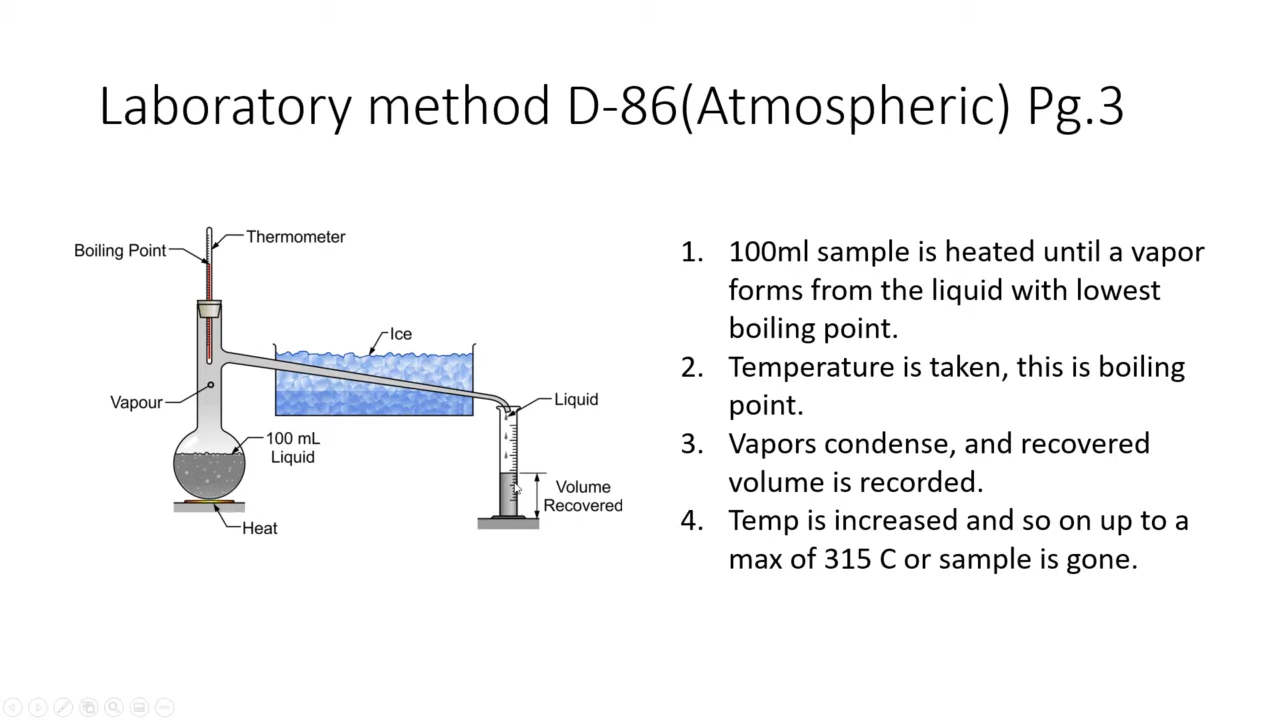 Laboratory method D-86(Atmospheric) Pg.3
Thermometer
Boiling Point
Ice
Vapour
Liquid
100 mL
Liquid
Volume
Recovered
Heat
1. 100ml sample is heated until a vapor
forms from the liquid with lowest
boiling point.
2. Temperature is taken, this is boiling
point.
3. Vapors condense, and recovered
volume is recorded.
4. Temp is increased and so on up to a
max of 315 C or sample is gone.